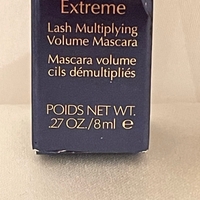 Extreme
Lash Multiplying
Volume Mascara
Mascara volume
cils démultipliés
POIDS NET WT.
.27 OZ./8ml ℮